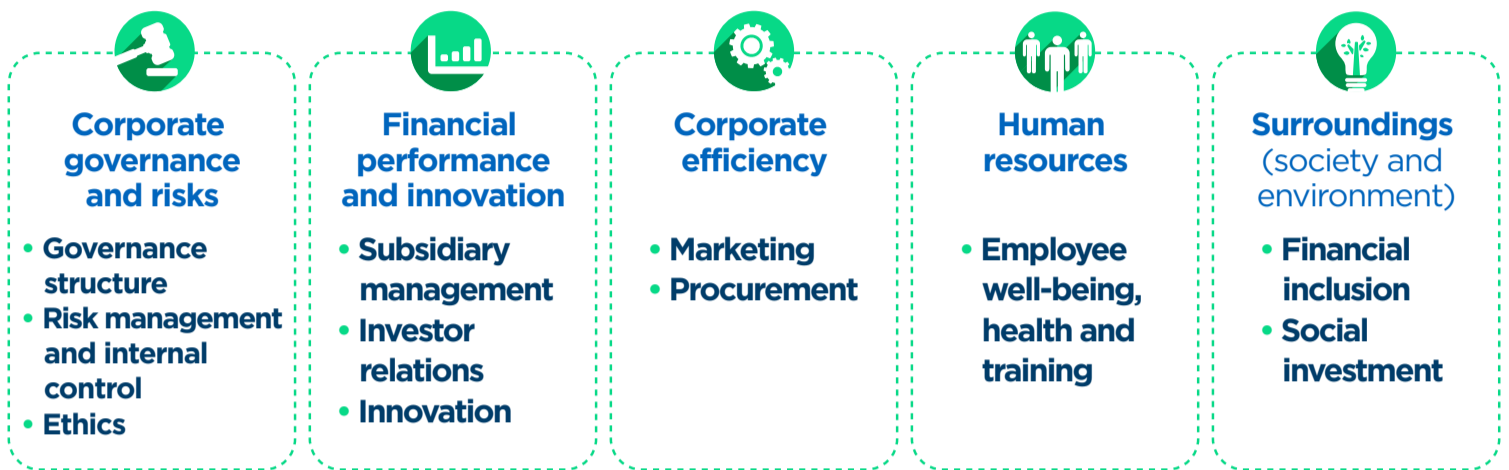 Corporate
governance
and risks
• Governance
structure
• Risk management
and internal
control
• Ethics
Financial
performance
and innovation
• Subsidiary
management
• Investor
relations
• Innovation
Corporate
efficiency
• Marketing
• Procurement
Human
resources
• Employee
well-being,
health and
training
Surroundings
(society and
environment)
• Financial
inclusion
• Social
investment